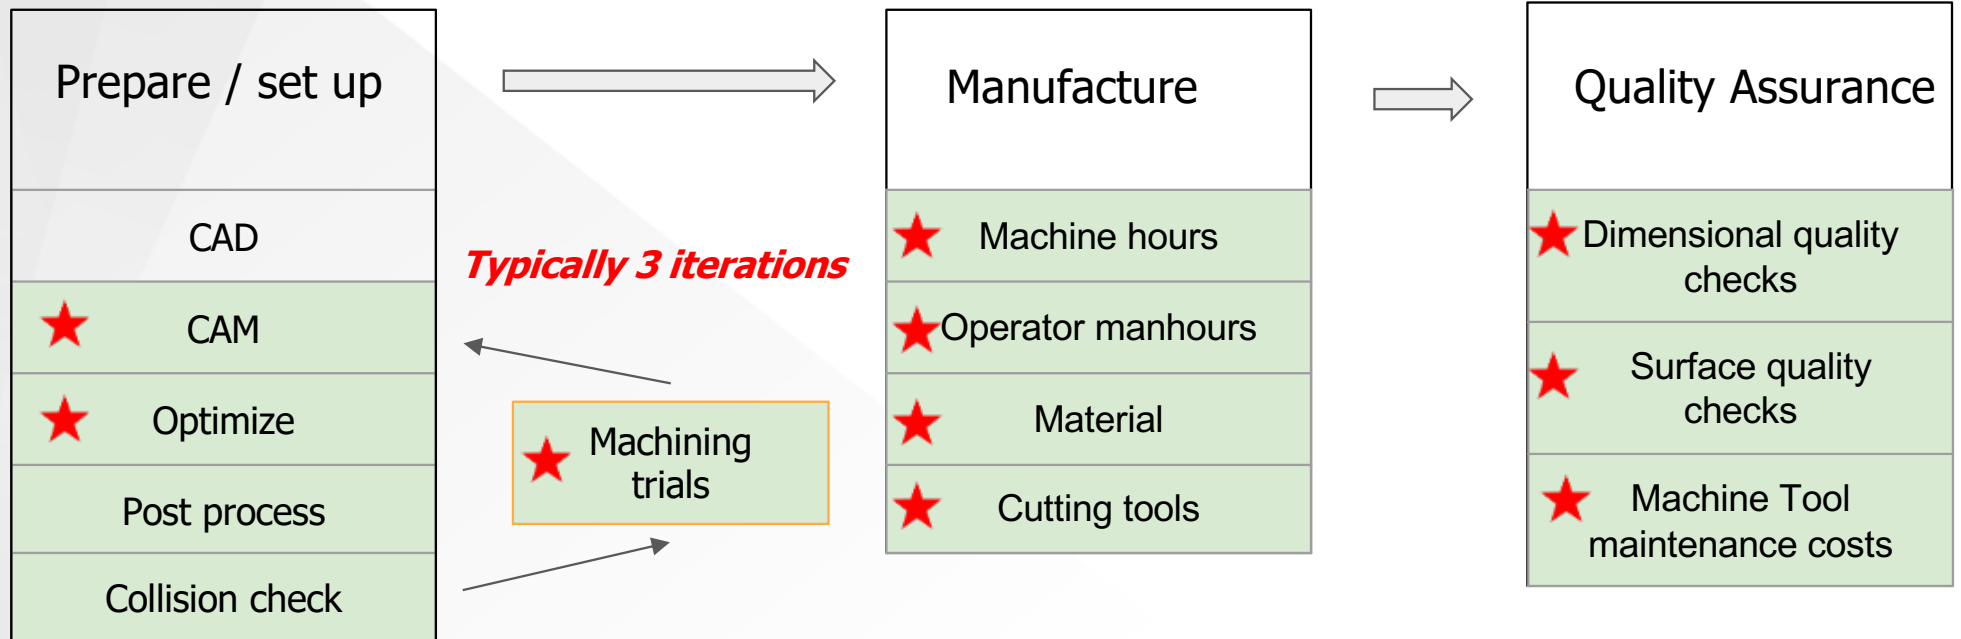 Prepare / set up
CAD
CAM
Optimize
Post process
Collision check
Typically 3 iterations
Machining
trials
Manufacture
Machine hours
Operator manhours
Material
Cutting tools
Quality Assurance
Dimensional quality
checks
Surface quality
checks
Machine Tool
maintenance costs